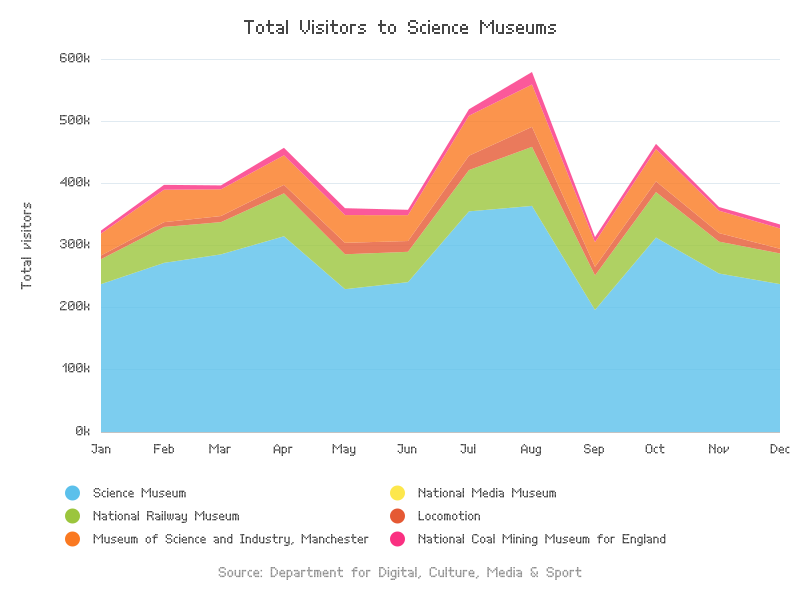 Total Visitors to Science Museums
600k
500k
400k
300k
200k
100k
0k
Total visitors
Jan Feb Mar Apr May Jun Jul Aug Sep Oct Nov Dec
Science Museum
National Media Museum
National Railway Museum
Locomotion
Museum of Science and Industry, Manchester
National Coal Mining Museum for England
Source: Department for Digital, Culture, Media & Sport